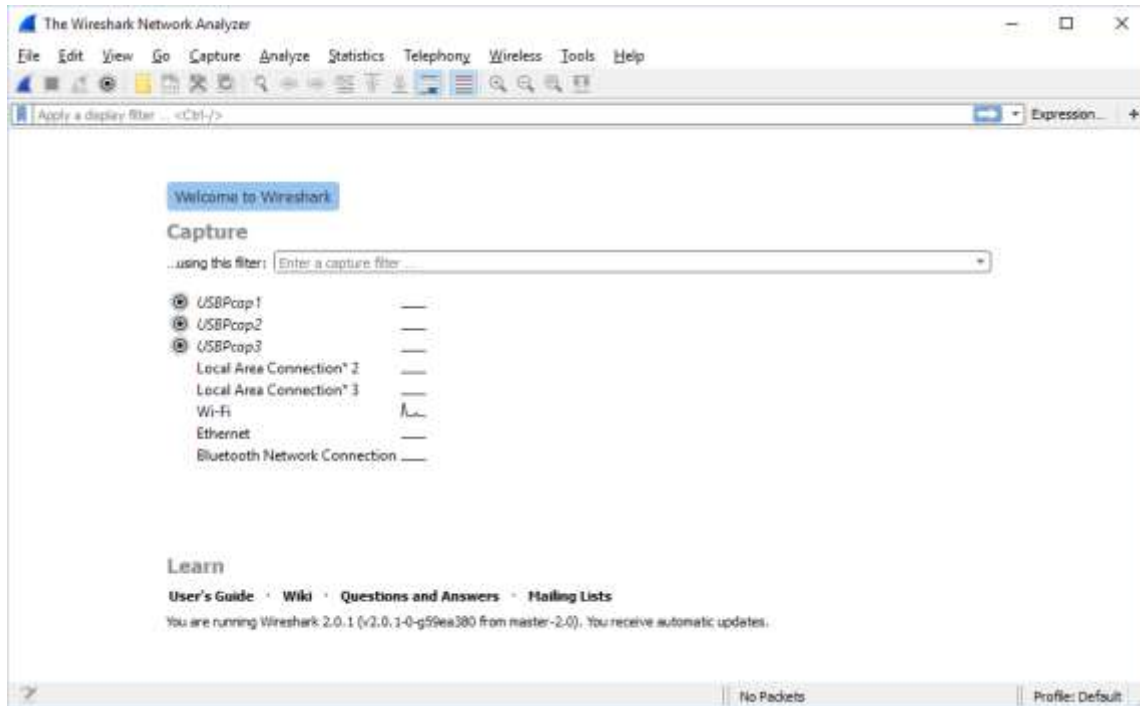 The Wireshark Network Analyzer
File Edit View Go Capture Analyze Statistics Telephony Wireless Tools Help
Apply a display filter ... <Ctrl-/> Expression... +
Welcome to Wireshark
Capture
...using this filter: Enter a capture filter ...
USBPcap1
USBPcap2
USBPcap3
Local Area Connection* 2
Local Area Connection* 3
Wi-Fi
Ethernet
Bluetooth Network Connection
Learn
User's Guide · Wiki · Questions and Answers · Mailing Lists
You are running Wireshark 2.0.1 (v2.0.1-0-g59ea380 from master-2.0). You receive automatic updates.
No Packets Profile: Default